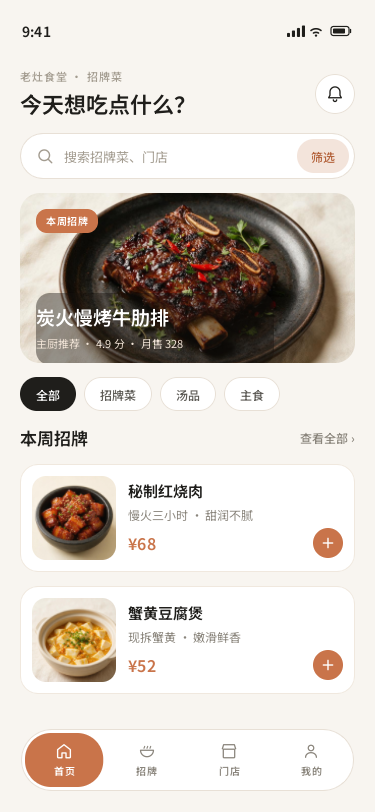 9:41
老灶食堂 · 招牌菜
今天想吃点什么?
搜索招牌菜、门店
筛选
本周招牌
炭火慢烤牛肋排
主厨推荐 · 4.9 分 · 月售 328
全部
招牌菜
汤品
主食
本周招牌
查看全部 ›
秘制红烧肉
慢火三小时 · 甜润不腻
¥68
蟹黄豆腐煲
现拆蟹黄 · 嫩滑鲜香
¥52
首页
招牌
门店
我的